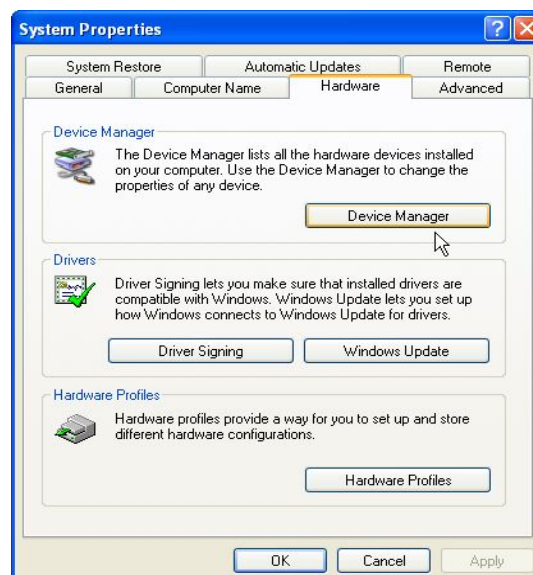 System Properties
System Restore Automatic Updates Remote
General Computer Name Hardware Advanced
Device Manager
The Device Manager lists all the hardware devices installed
on your computer. Use the Device Manager to change the
properties of any device.
Device Manager
Drivers
Driver Signing lets you make sure that installed drivers are
compatible with Windows. Windows Update lets you set up
how Windows connects to Windows Update for drivers.
Driver Signing Windows Update
Hardware Profiles
Hardware profiles provide a way for you to set up and store
different hardware configurations.
Hardware Profiles
OK Cancel Apply